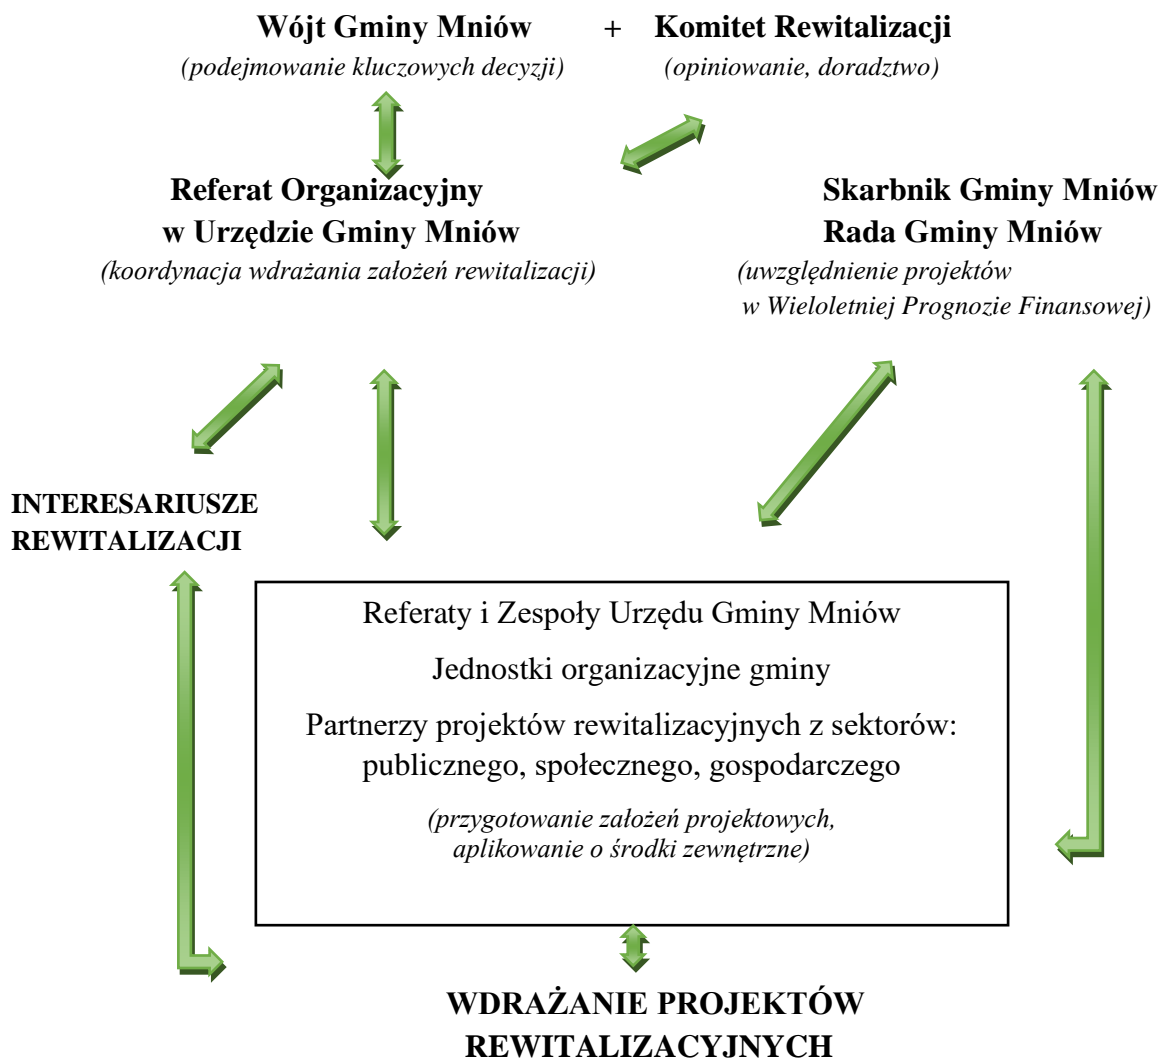 Wójt Gminy Mniów + Komitet Rewitalizacji
(podejmowanie kluczowych decyzji) (opiniowanie, doradztwo)
Referat Organizacyjny
w Urzędzie Gminy Mniów
(koordynacja wdrażania założeń rewitalizacji)
Skarbnik Gminy Mniów
Rada Gminy Mniów
(uwzględnienie projektów
w Wieloletniej Prognozie Finansowej)
INTERESARIUSZE
REWITALIZACJI
Referaty i Zespoły Urzędu Gminy Mniów
Jednostki organizacyjne gminy
Partnerzy projektów rewitalizacyjnych z sektorów:
publicznego, społecznego, gospodarczego
(przygotowanie założeń projektowych,
aplikowanie o środki zewnętrzne)
WDRAŻANIE PROJEKTÓW
REWITALIZACYJNYCH